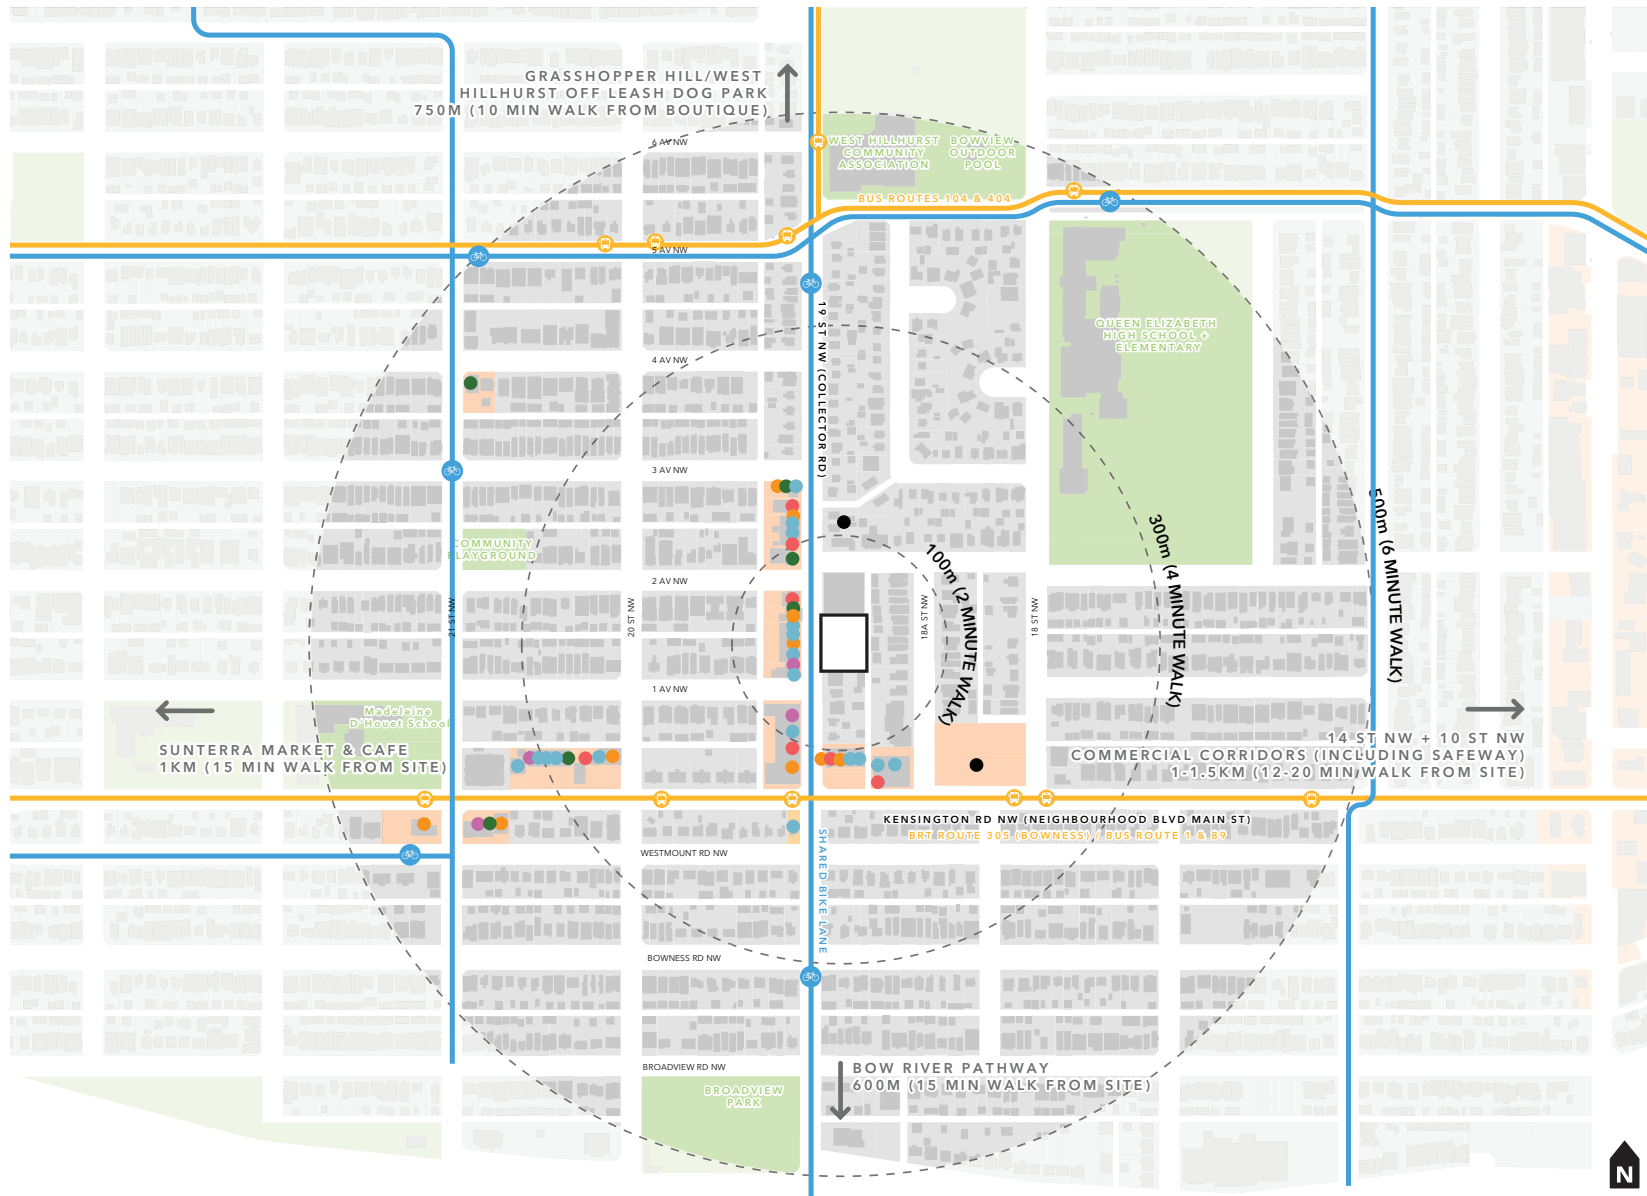 GRASSHOPPER HILL/WEST
HILLHURST OFF LEASH DOG PARK
750M (10 MIN WALK FROM BOUTIQUE)
6 AV NW
WEST HILLHURST
COMMUNITY
ASSOCIATION
BOWVIEW
OUTDOOR
POOL
BUS ROUTES 104 & 404
5 AV NW
19 ST NW (COLLECTOR RD)
QUEEN ELIZABETH
HIGH SCHOOL +
ELEMENTARY
4 AV NW
3 AV NW
COMMUNITY
PLAYGROUND
2 AV NW
21 ST NW
20 ST NW
18A ST NW
18 ST NW
100m (2 MINUTE WALK)
300m (4 MINUTE WALK)
500m (6 MINUTE WALK)
1 AV NW
Madeleine
D'Houet School
SUNTERRA MARKET & CAFE
1KM (15 MIN WALK FROM SITE)
14 ST NW + 10 ST NW
COMMERCIAL CORRIDORS (INCLUDING SAFEWAY)
1-1.5KM (12-20 MIN WALK FROM SITE)
KENSINGTON RD NW (NEIGHBOURHOOD BLVD MAIN ST)
BRT ROUTE 305 (BOWNESS) / BUS ROUTE 1 & 89
SHARED BIKE LANE
WESTMOUNT RD NW
BOWNESS RD NW
BROADVIEW RD NW
BOW RIVER PATHWAY
600M (15 MIN WALK FROM SITE)
BROADVIEW
PARK
N